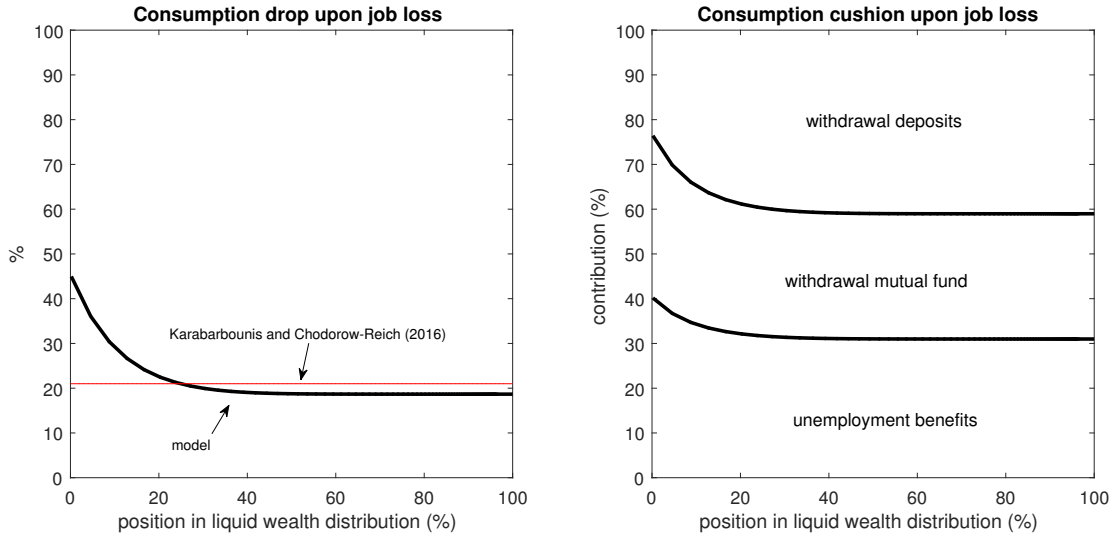 Consumption drop upon job loss
100
90
80
70
60
50
40
30
20
10
0
%
Karabarbounis and Chodorow-Reich (2016)
model
0 20 40 60 80 100
position in liquid wealth distribution (%)
Consumption cushion upon job loss
100
90
80
70
60
50
40
30
20
10
0
contribution (%)
withdrawal deposits
withdrawal mutual fund
unemployment benefits
0 20 40 60 80 100
position in liquid wealth distribution (%)